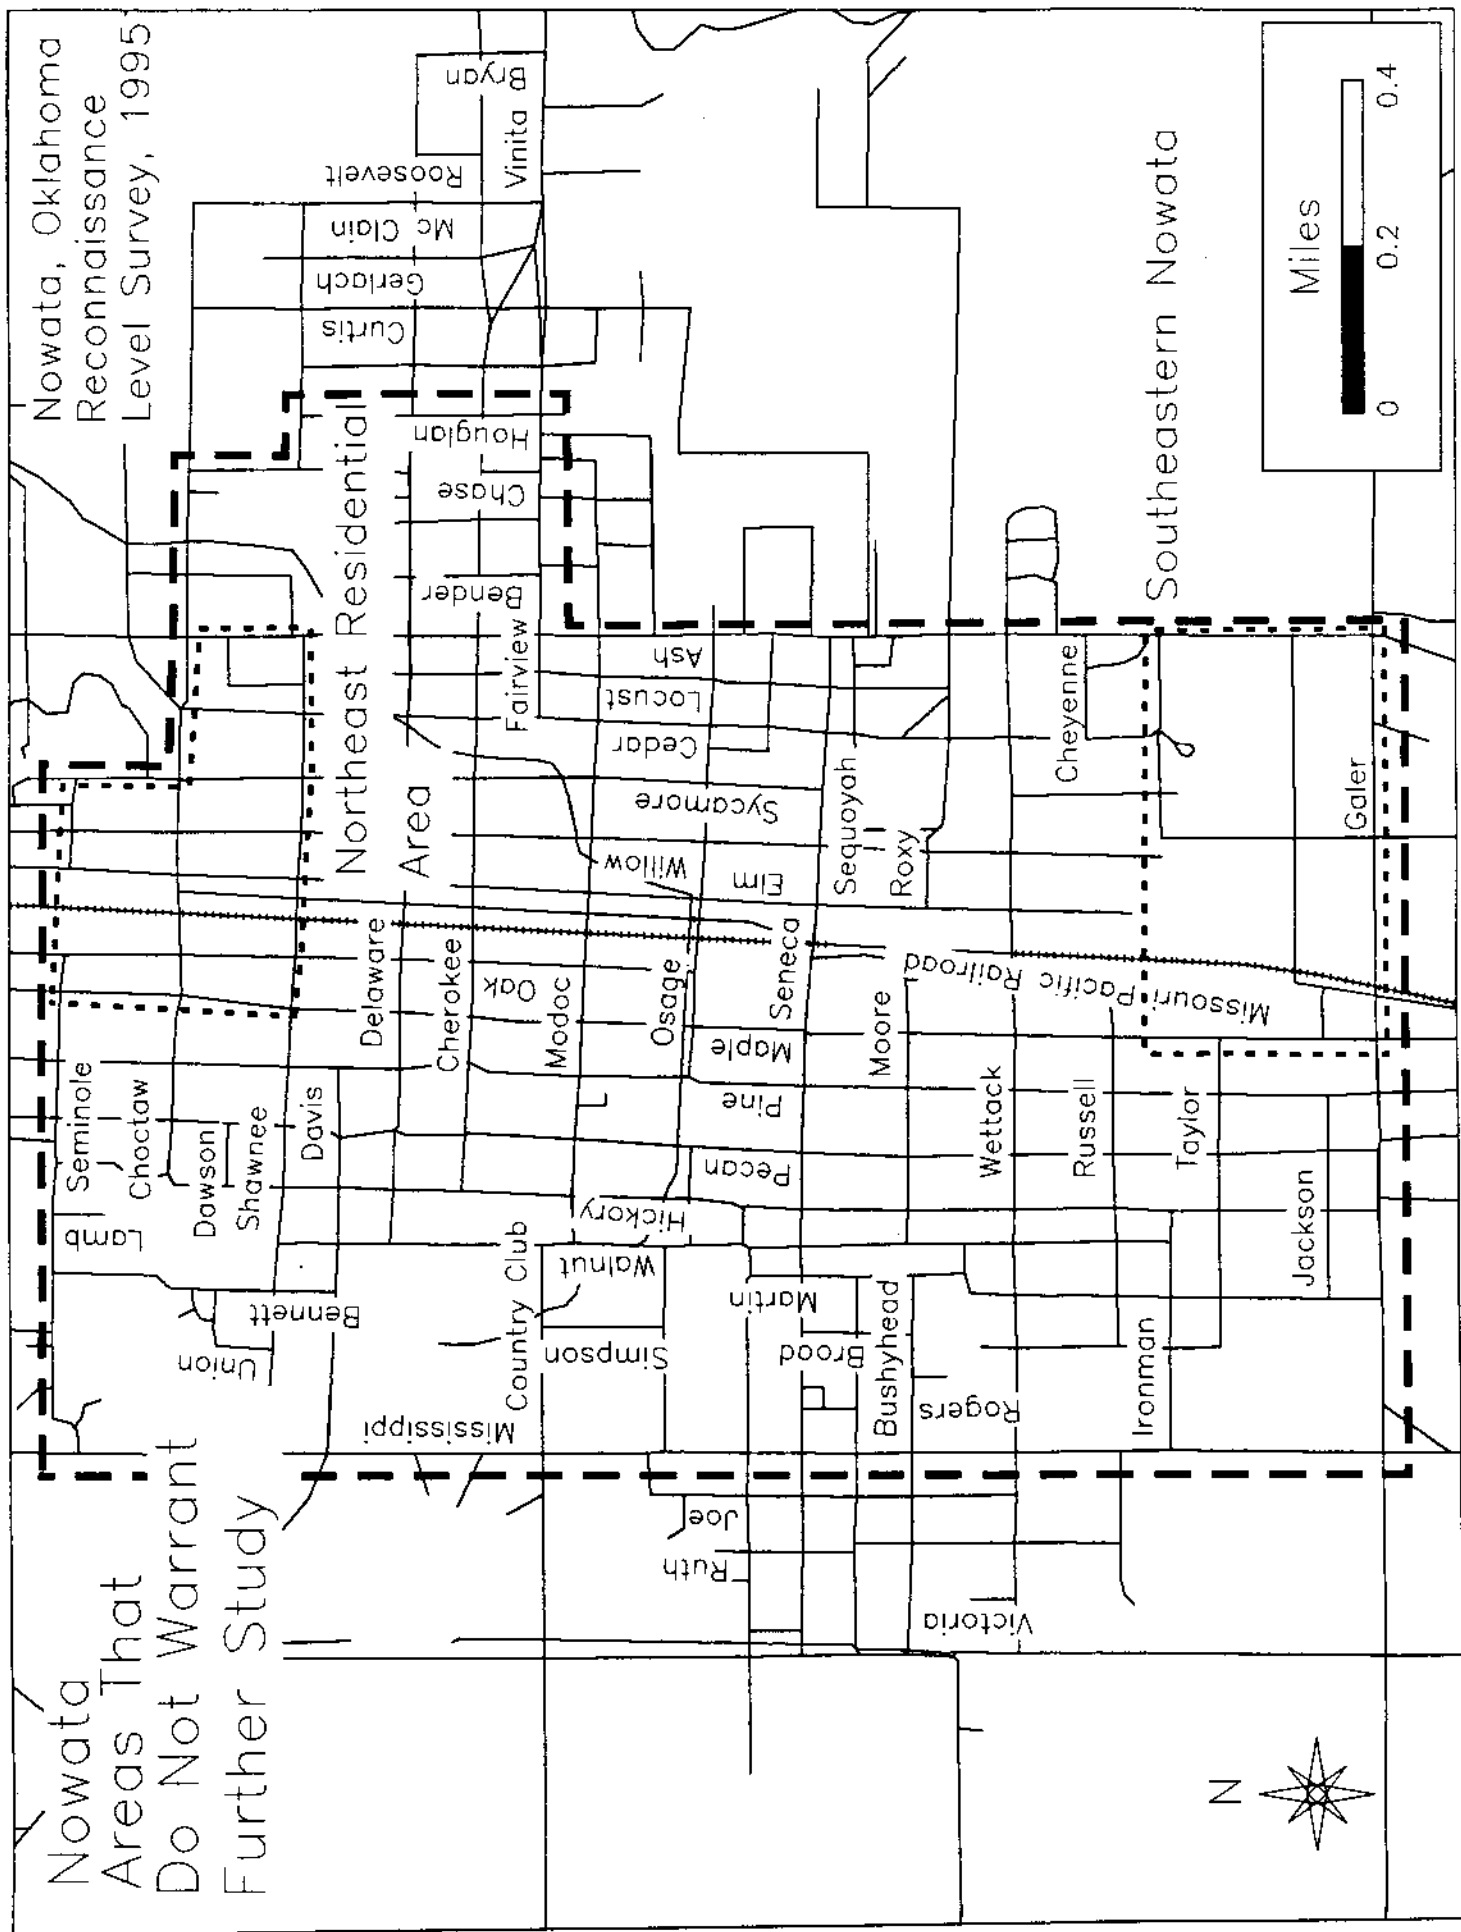 Nowata
Areas That
Do Not Warrant
Further Study
Nowata, Oklahoma
Reconnaissance
Level Survey, 1995
Northeast Residential
Area
Southeastern Nowata
Miles
0
0.2
0.4
N
Seminole
Choctaw
Dawson
Shawnee
Davis
Delaware
Cherokee
Modoc
Osage
Seneca
Moore
Wettack
Russell
Taylor
Jackson
Ironman
Bushyhead
Country Club
Fairview
Vinita
Sequoyah
Roxy
Cheyenne
Galer
Lamb
Union
Bennett
Mississippi
Simpson
Walnut
Hickory
Martin
Broad
Rogers
Joe
Ruth
Victoria
Pecan
Pine
Maple
Oak
Missouri Pacific Railroad
Willow
Elm
Sycamore
Cedar
Locust
Ash
Bender
Chase
Houglan
Curtis
Gerlach
Mc Clain
Roosevelt
Bryan